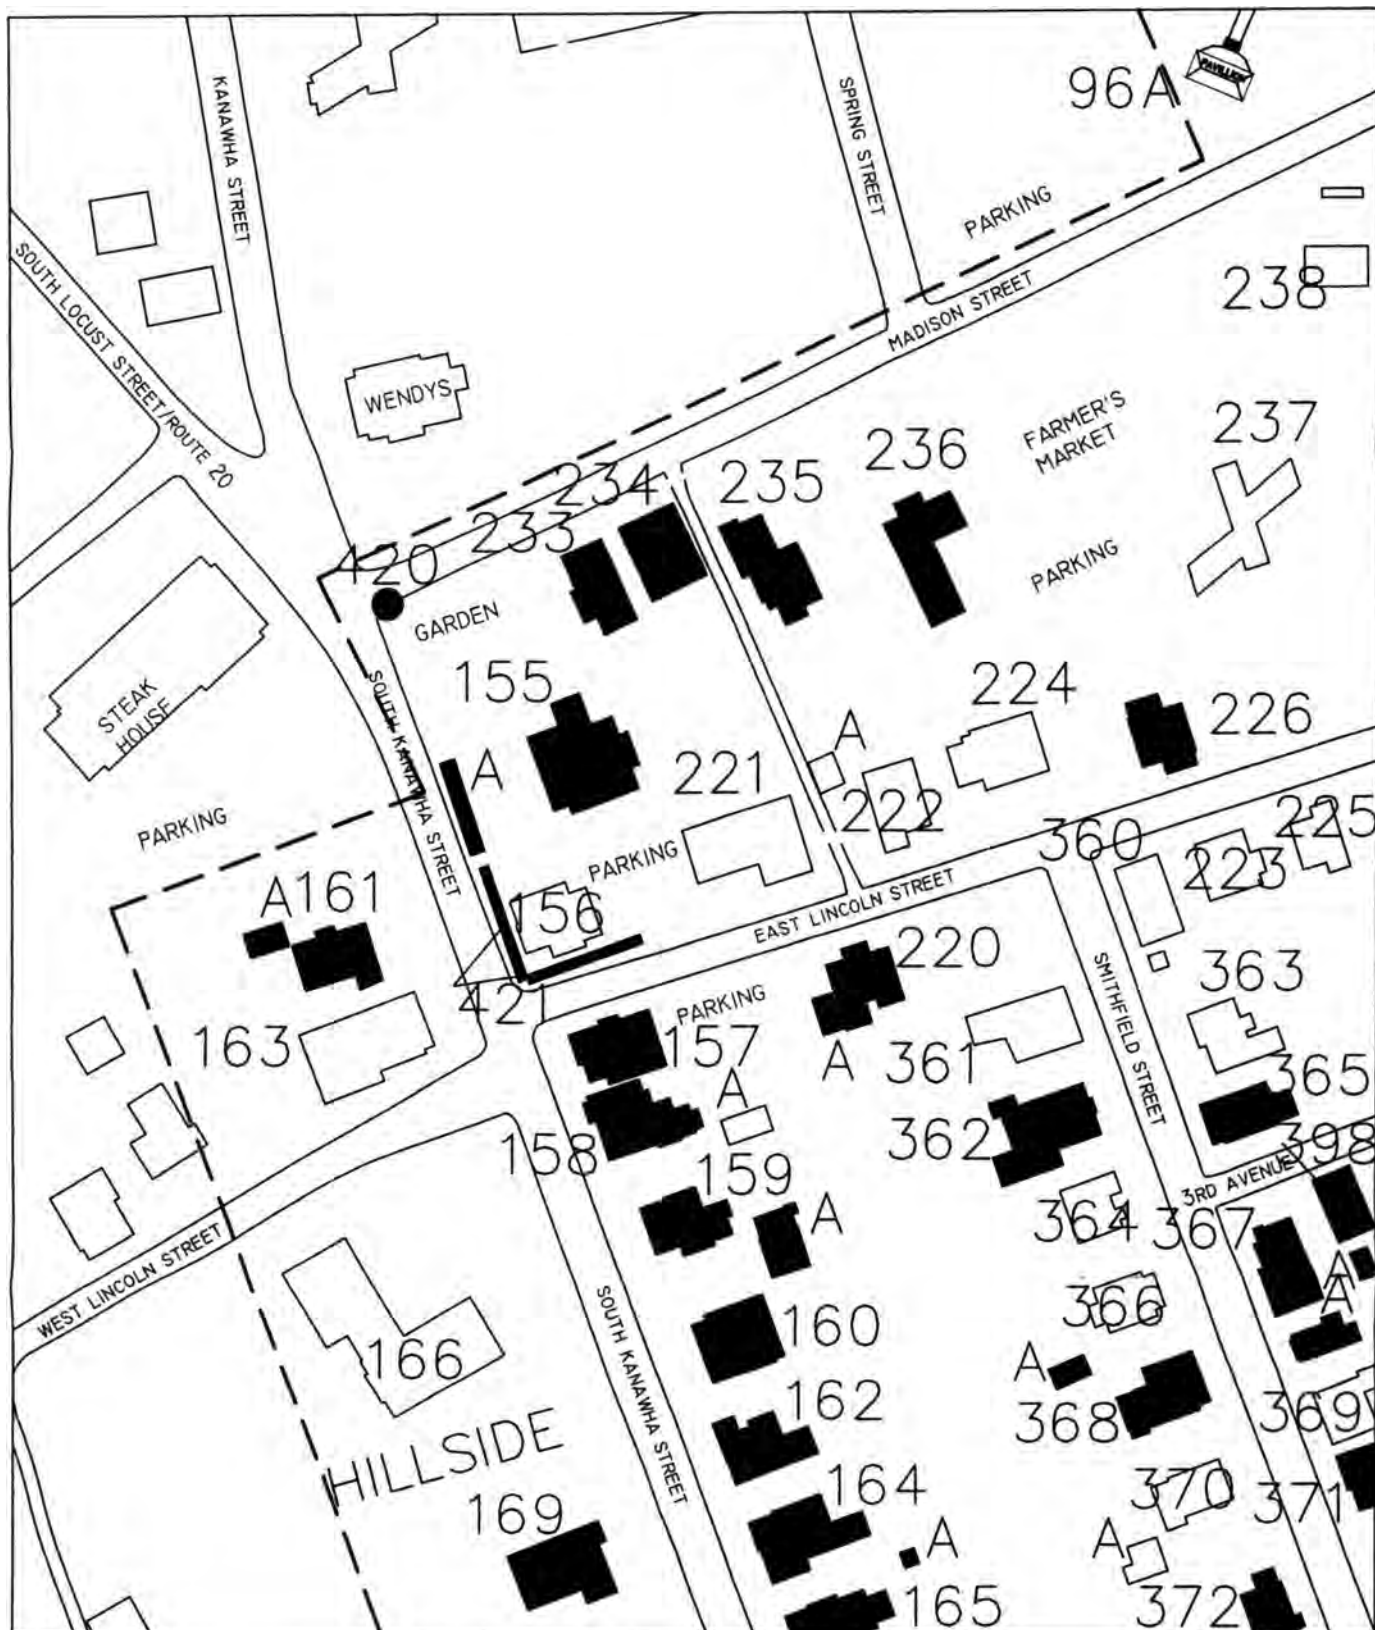 96A
PAVILLION
KANAWHA STREET
SPRING STREET
PARKING
238
SOUTH LOCUST STREET/ROUTE 20
MADISON STREET
WENDYS
FARMER'S
MARKET
237
236
235
234
233
420
PARKING
GARDEN
155
STEAK
HOUSE
SOUTH KANAWHA STREET
A
221
A
224
226
222
PARKING
PARKING
360
225
223
A161
156
EAST LINCOLN STREET
220
42
PARKING
SMITHFIELD STREET
363
163
157
A
361
A
365
362
398
158
159
3RD AVENUE
A
364
367
A
WEST LINCOLN STREET
A
366
160
SOUTH KANAWHA STREET
166
A
162
368
369
HILLSIDE
164
370
371
169
A
A
165
372